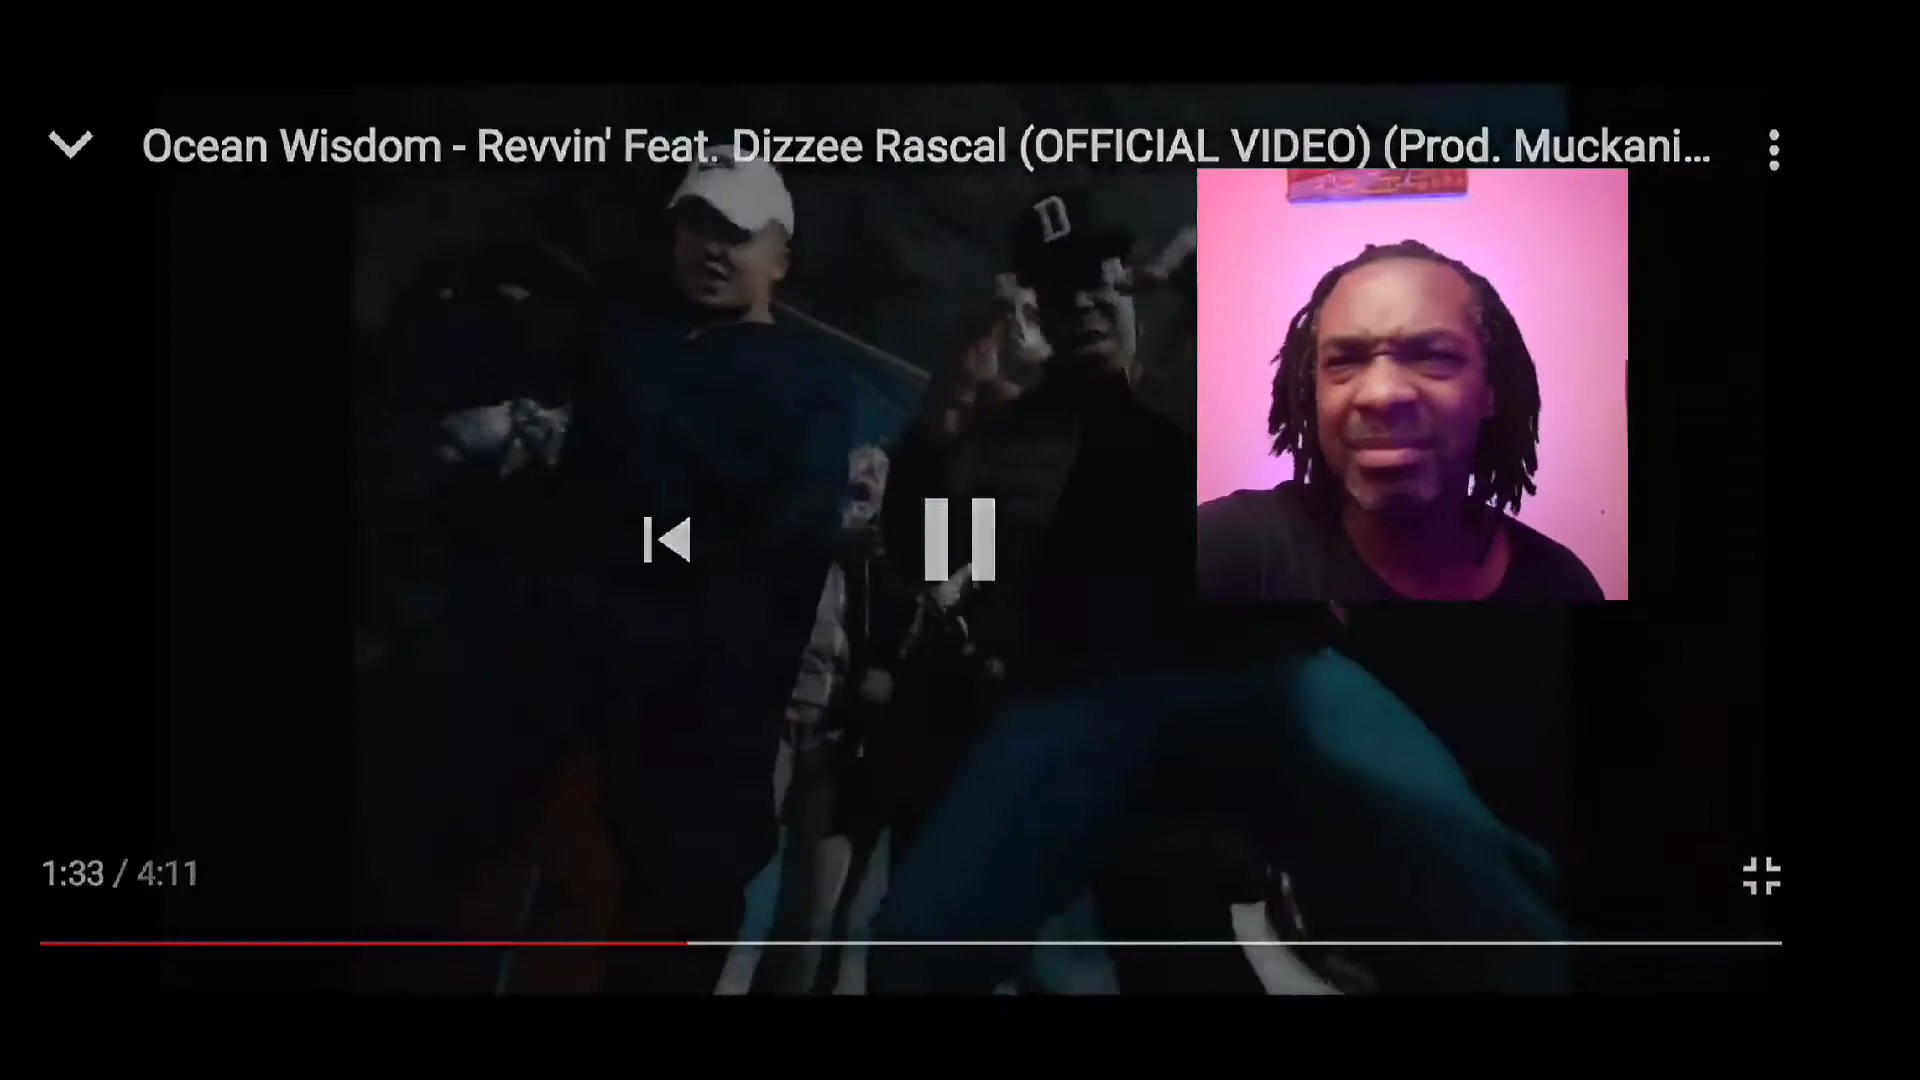 Ocean Wisdom - Revvin' Feat. Dizzee Rascal (OFFICIAL VIDEO) (Prod. Muckani...
D
1:33 / 4:11